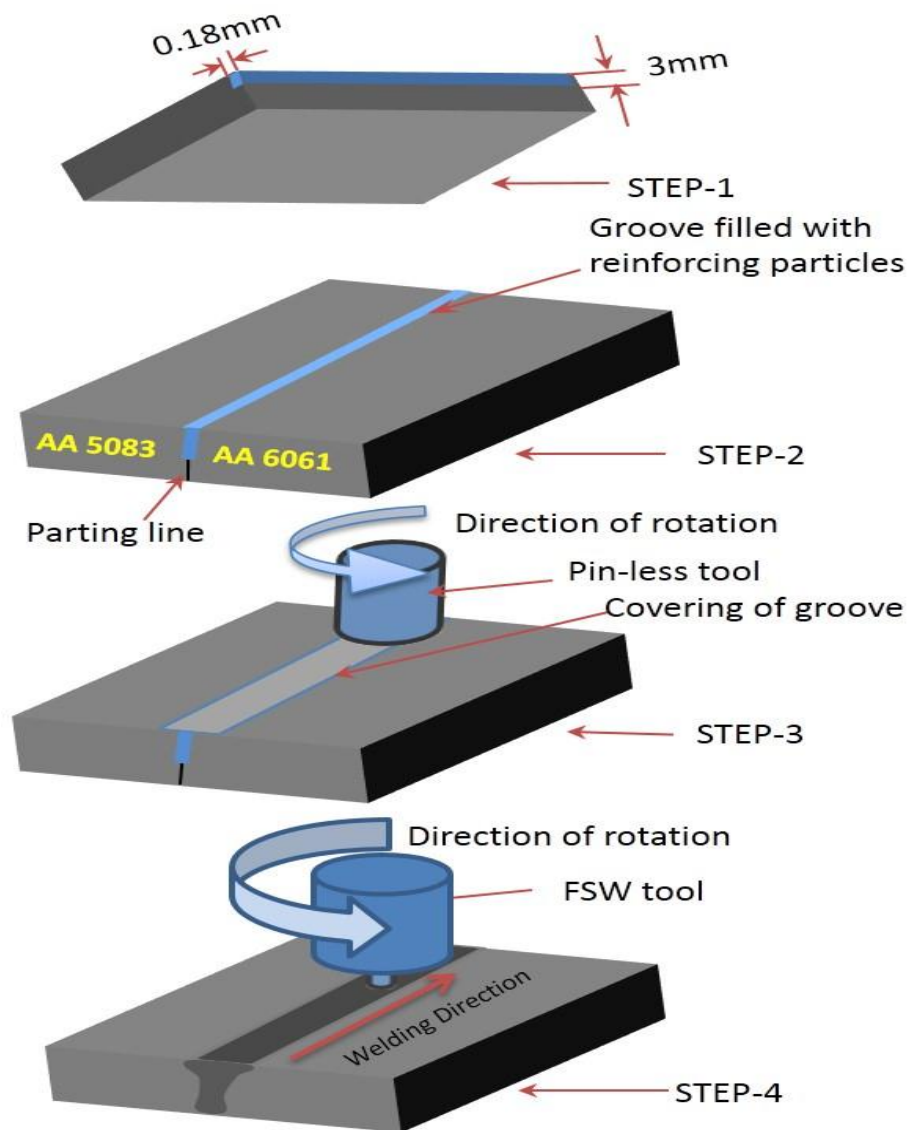 0.18mm
3mm
STEP-1
Groove filled with
reinforcing particles
AA 5083
AA 6061
STEP-2
Parting line
Direction of rotation
Pin-less tool
Covering of groove
STEP-3
Direction of rotation
FSW tool
Welding Direction
STEP-4